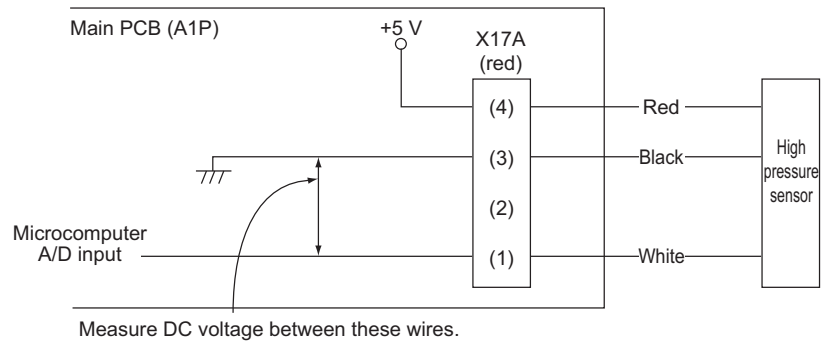 Main PCB (A1P)
+5 V
X17A
(red)
(4)
Red
(3)
Black
High
pressure
sensor
(2)
Microcomputer
A/D input
(1)
White
Measure DC voltage between these wires.